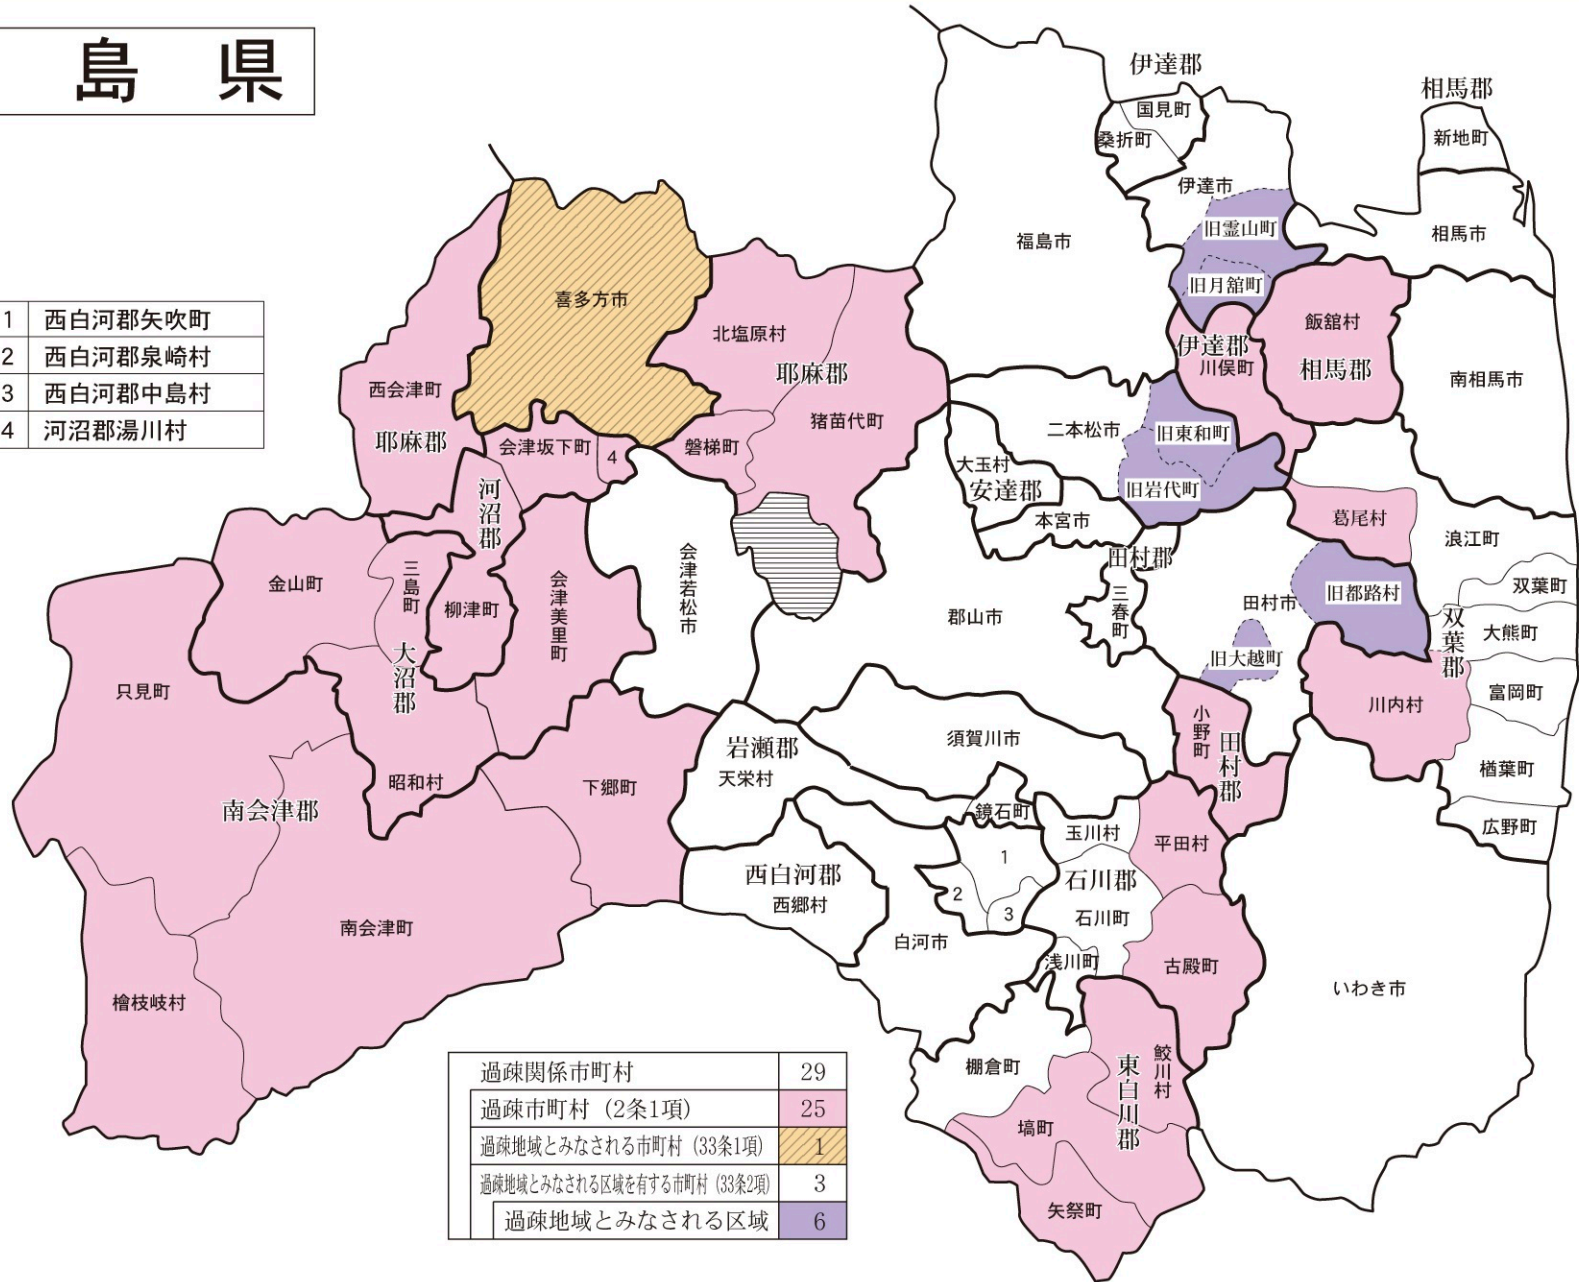 島 県
1 西白河郡矢吹町
2 西白河郡泉崎村
3 西白河郡中島村
4 河沼郡湯川村
伊達郡
国見町
桑折町
伊達市
旧霊山町
旧月舘町
福島市
相馬郡
新地町
相馬市
飯舘村
相馬郡
南相馬市
伊達郡
川俣町
喜多方市
北塩原村
耶麻郡
猪苗代町
磐梯町
西会津町
耶麻郡
会津坂下町
4
河沼郡
二本松市
旧東和町
旧岩代町
大玉村
安達郡
本宮市
葛尾村
浪江町
双葉町
大熊町
双葉郡
富岡町
楢葉町
広野町
川内村
旧都路村
田村市
旧大越町
田村郡
三春町
郡山市
会津若松市
会津美里町
柳津町
三島町
金山町
大沼郡
昭和村
只見町
南会津郡
下郷町
南会津町
檜枝岐村
岩瀬郡
天栄村
須賀川市
鏡石町
小野町
田村郡
玉川村
平田村
石川郡
石川町
浅川町
古殿町
1
2
3
西白河郡
西郷村
白河市
いわき市
棚倉町
東白川郡
鮫川村
塙町
矢祭町
過疎関係市町村 29
過疎市町村（2条1項） 25
過疎地域とみなされる市町村（33条1項） 1
過疎地域とみなされる区域を有する市町村（33条2項） 3
過疎地域とみなされる区域 6